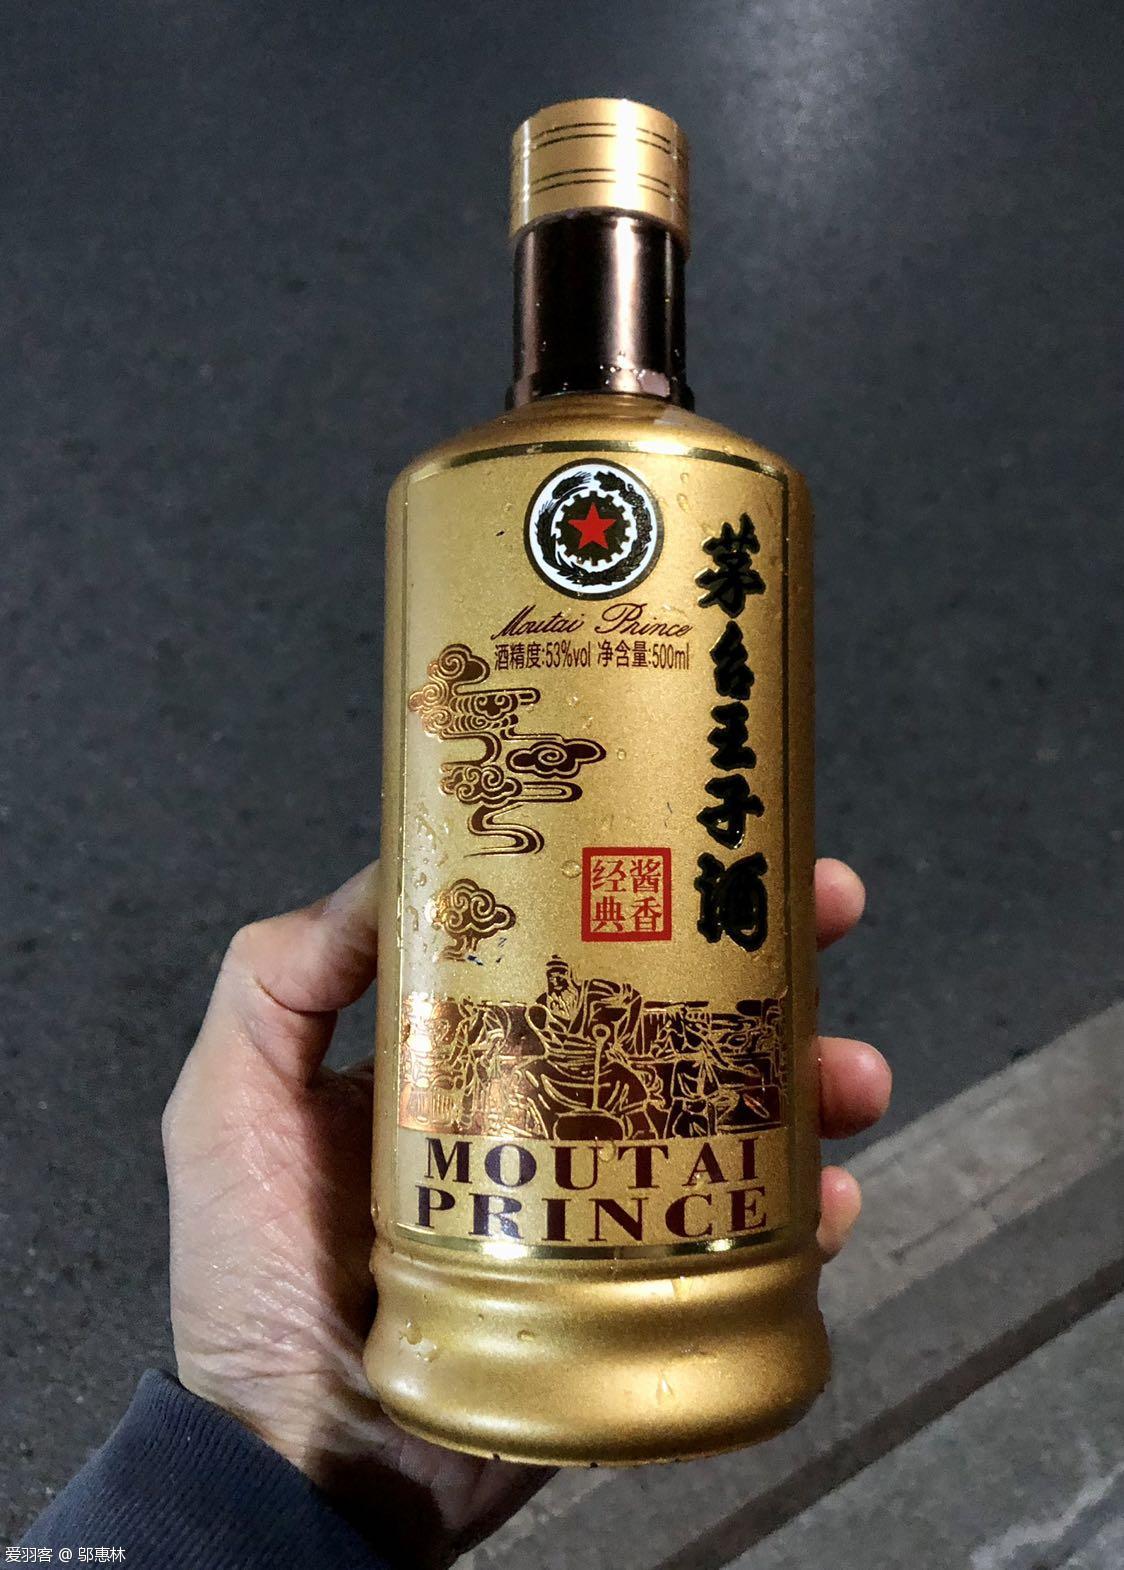 Moutai Prince
酒精度:53%vol 净含量:500ml
茅台王子酒
酱香
经典
MOUTAI
PRINCE
爱羽客 @ 邬惠林